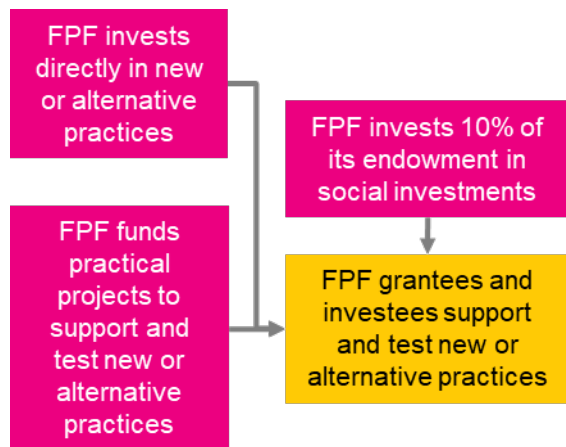 FPF invests
directly in new
or alternative
practices
FPF invests 10% of
its endowment in
social investments
FPF funds
practical
projects to
support and
test new or
alternative
practices
FPF grantees and
investees support
and test new or
alternative practices